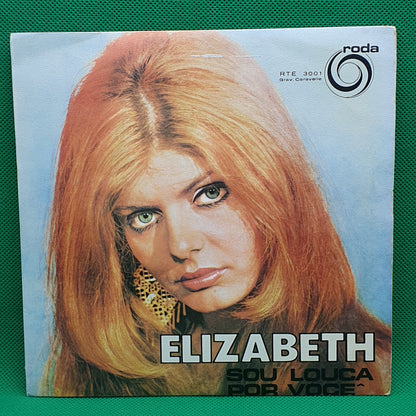 roda
RTE 3001
Grav: Caravelle
ELIZABETH
SOU LOUCA
POR VOCÊ